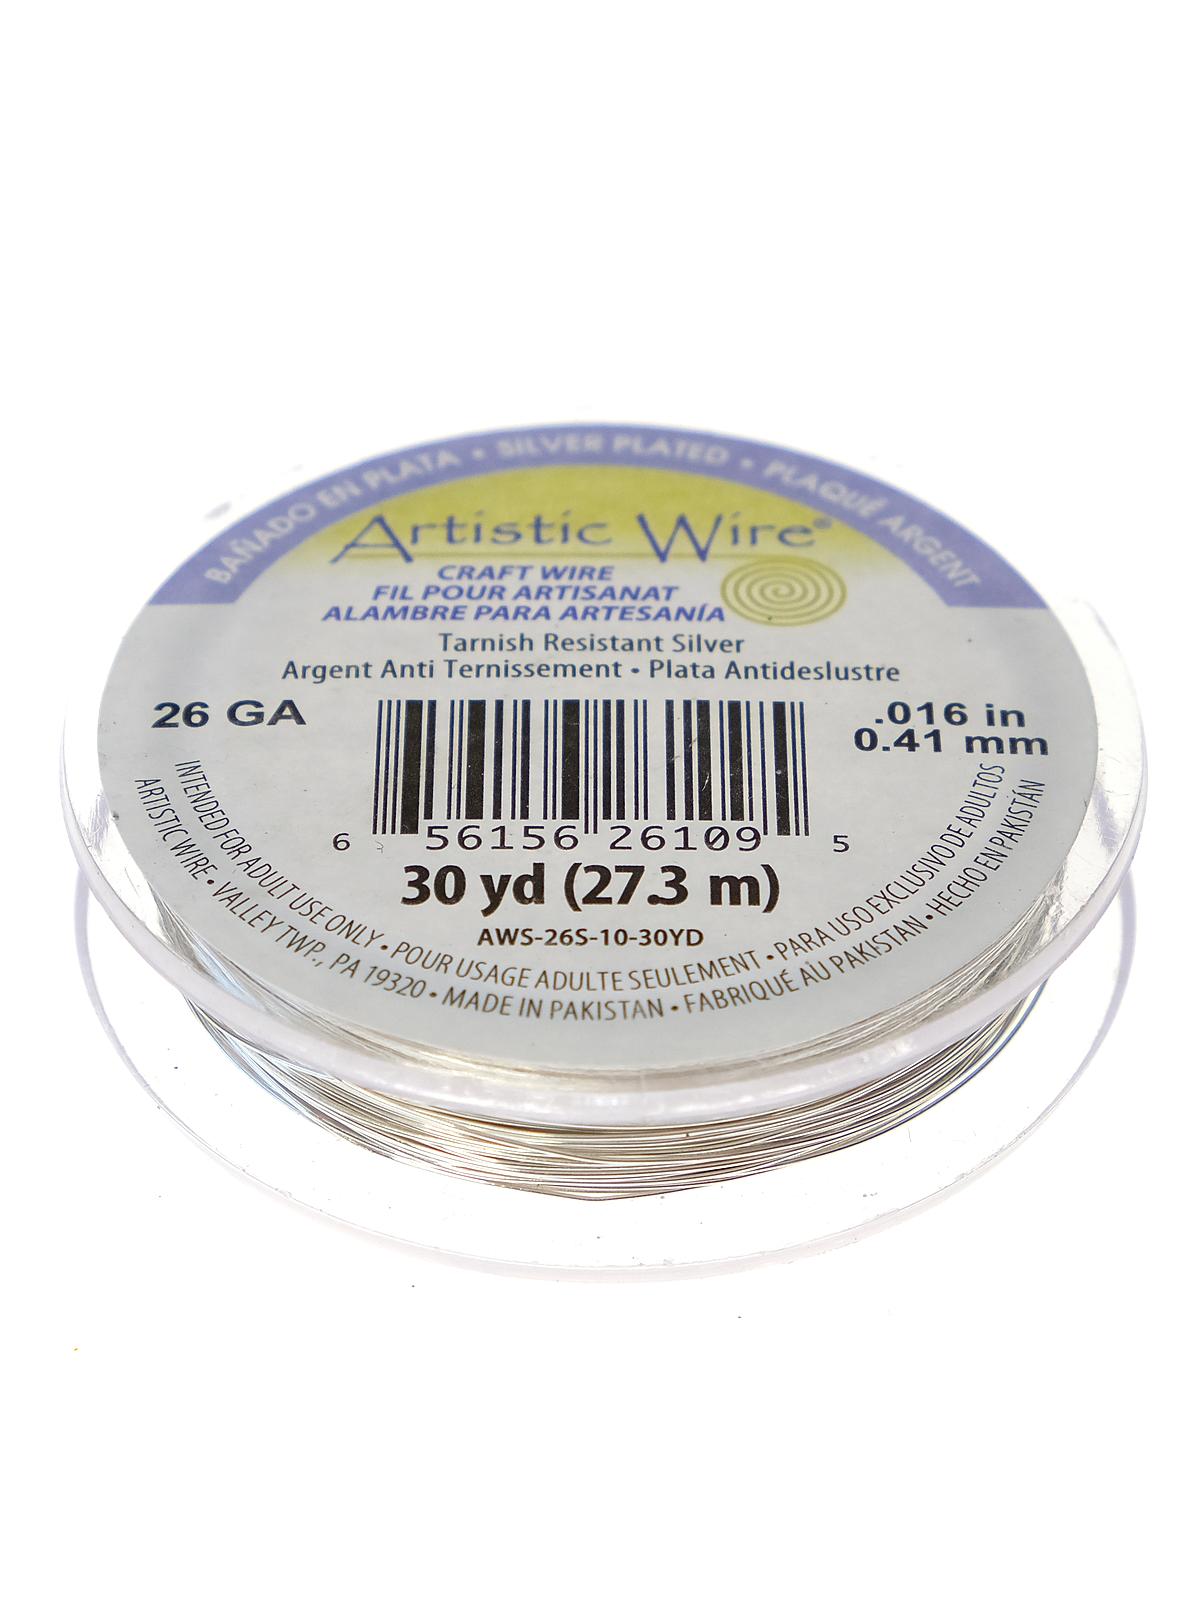 BAÑADO EN PLATA • SILVER PLATED • PLAQUÉ ARGENT
Artistic Wire®
CRAFT WIRE
FIL POUR ARTISANAT
ALAMBRE PARA ARTESANÍA
Tarnish Resistant Silver
Argent Anti Ternissement • Plata Antideslustre
26 GA
.016 in
0.41 mm
6 56156 26109 5
30 yd (27.3 m)
AWS-26S-10-30YD
INTENDED FOR ADULT USE ONLY • POUR USAGE ADULTE SEULEMENT • PARA USO EXCLUSIVO DE ADULTOS
ARTISTIC WIRE • VALLEY TWP., PA 19320 • MADE IN PAKISTAN • FABRIQUÉ AU PAKISTAN • HECHO EN PAKISTÁN